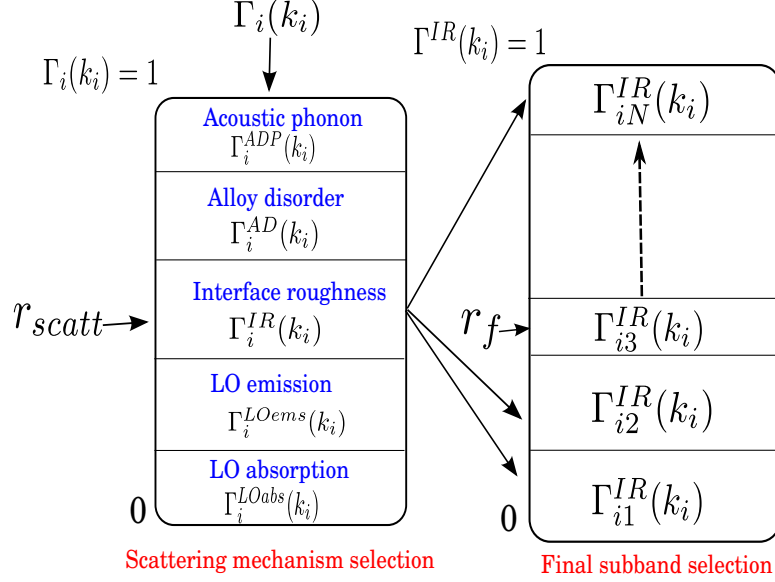 Γ_i(k_i)
Γ_i(k_i) = 1
Acoustic phonon
Γ_i^{ADP}(k_i)
Alloy disorder
Γ_i^{AD}(k_i)
r_{scatt}
Interface roughness
Γ_i^{IR}(k_i)
LO emission
Γ_i^{LOems}(k_i)
LO absorption
Γ_i^{LOabs}(k_i)
0
Scattering mechanism selection
Γ^{IR}(k_i) = 1
Γ_{iN}^{IR}(k_i)
r_f
Γ_{i3}^{IR}(k_i)
Γ_{i2}^{IR}(k_i)
Γ_{i1}^{IR}(k_i)
0
Final subband selection